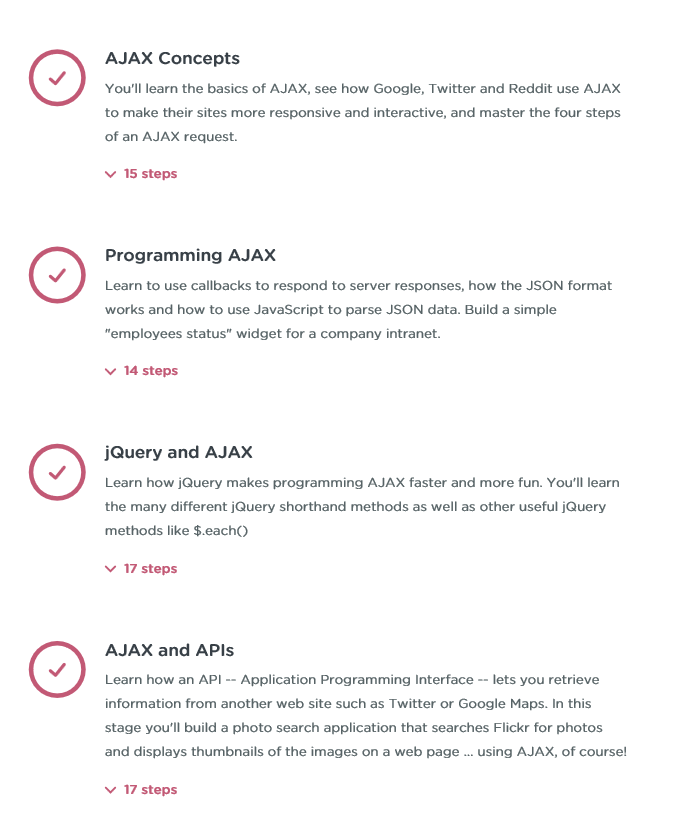 AJAX Concepts
You'll learn the basics of AJAX, see how Google, Twitter and Reddit use AJAX
to make their sites more responsive and interactive, and master the four steps
of an AJAX request.
15 steps
Programming AJAX
Learn to use callbacks to respond to server responses, how the JSON format
works and how to use JavaScript to parse JSON data. Build a simple
"employees status" widget for a company intranet.
14 steps
jQuery and AJAX
Learn how jQuery makes programming AJAX faster and more fun. You'll learn
the many different jQuery shorthand methods as well as other useful jQuery
methods like $.each()
17 steps
AJAX and APIs
Learn how an API -- Application Programming Interface -- lets you retrieve
information from another web site such as Twitter or Google Maps. In this
stage you'll build a photo search application that searches Flickr for photos
and displays thumbnails of the images on a web page ... using AJAX, of course!
17 steps